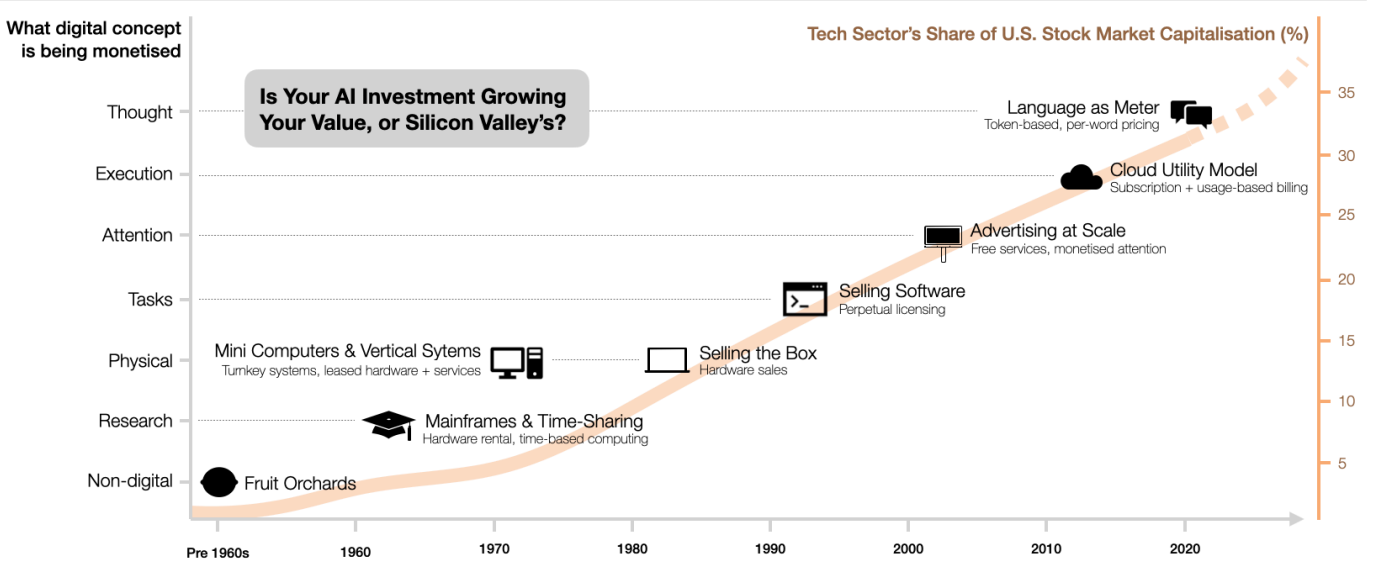 What digital concept
is being monetised
Tech Sector's Share of U.S. Stock Market Capitalisation (%)
Is Your AI Investment Growing
Your Value, or Silicon Valley's?
Thought
Language as Meter
Token-based, per-word pricing
35
Execution
Cloud Utility Model
Subscription + usage-based billing
30
Attention
Advertising at Scale
Free services, monetised attention
25
Tasks
Selling Software
Perpetual licensing
20
Physical
Mini Computers & Vertical Sytems
Turnkey systems, leased hardware + services
Selling the Box
Hardware sales
15
Research
Mainframes & Time-Sharing
Hardware rental, time-based computing
10
Non-digital
Fruit Orchards
5
Pre 1960s
1960
1970
1980
1990
2000
2010
2020